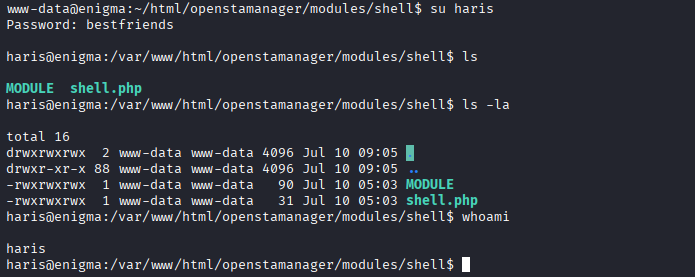 www-data@enigma:~/html/openstamanager/modules/shell$ su haris
Password: bestfriends
haris@enigma:/var/www/html/openstamanager/modules/shell$ ls
MODULE  shell.php
haris@enigma:/var/www/html/openstamanager/modules/shell$ ls -la
total 16
drwxrwxrwx  2 www-data www-data 4096 Jul 10 09:05 .
drwxr-xr-x 88 www-data www-data 4096 Jul 10 09:05 ..
-rwxrwxrwx  1 www-data www-data   90 Jul 10 05:03 MODULE
-rwxrwxrwx  1 www-data www-data   31 Jul 10 05:03 shell.php
haris@enigma:/var/www/html/openstamanager/modules/shell$ whoami
haris
haris@enigma:/var/www/html/openstamanager/modules/shell$